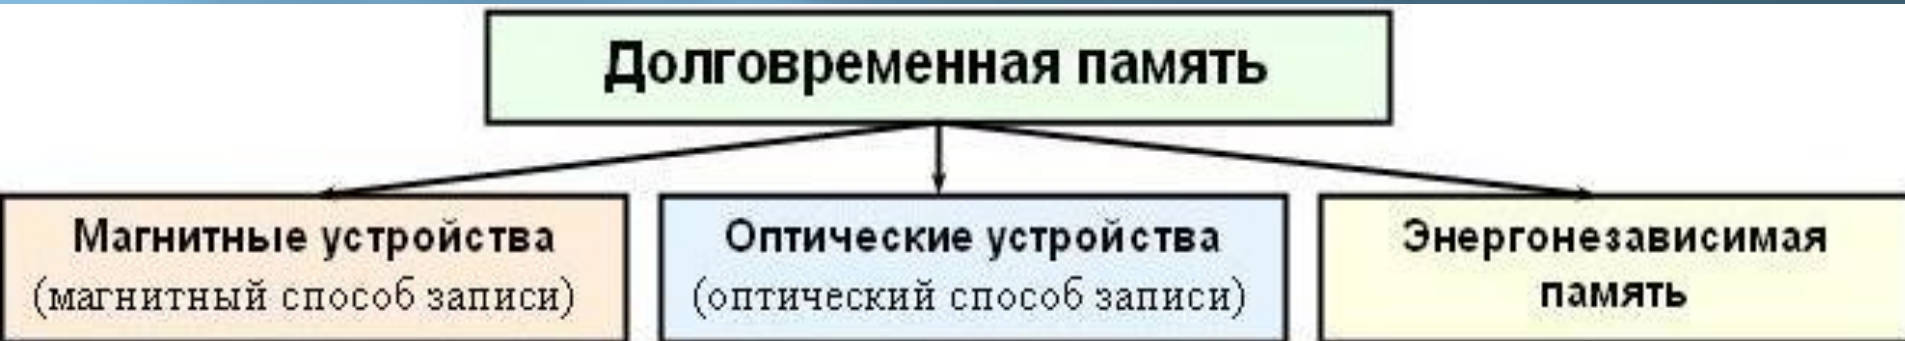 Долговременная память
Магнитные устройства
(магнитный способ записи)
Оптические устройства
(оптический способ записи)
Энергонезависимая
память